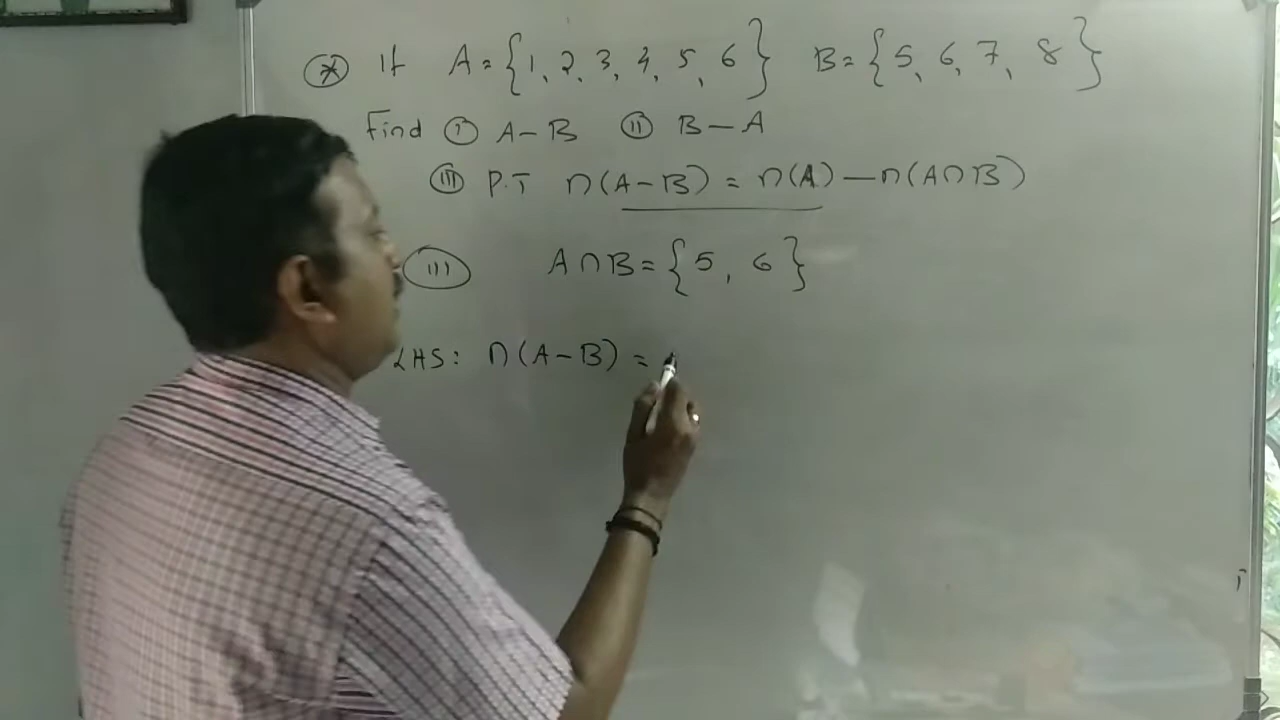 * If A = {1, 2, 3, 4, 5, 6} B = {5, 6, 7, 8}
Find (i) A - B (ii) B - A
(iii) P.T n(A - B) = n(A) - n(A ∩ B)
(iii) A ∩ B = {5, 6}
LHS: n(A - B) =